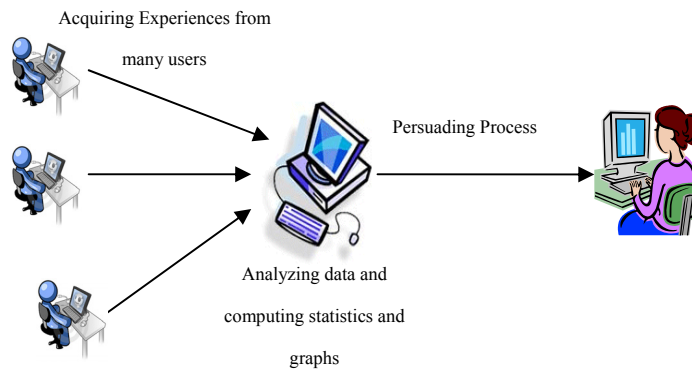 Acquiring Experiences from
many users
Persuading Process
Analyzing data and
computing statistics and
graphs